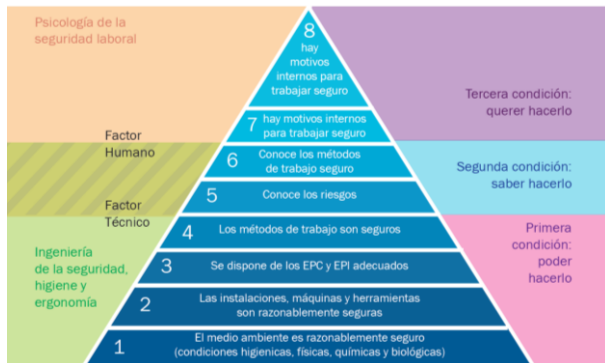 Psicología de la
seguridad laboral
8
hay
motivos
internos para
trabajar seguro
Tercera condición:
querer hacerlo
7
hay motivos internos
para trabajar seguro
Factor
Humano
6
Conoce los métodos
de trabajo seguro
Segunda condición:
saber hacerlo
5
Conoce los riesgos
Factor
Técnico
4
Los métodos de trabajo son seguros
Primera
condición:
poder
hacerlo
Ingeniería
de la seguridad,
higiene y
ergonomía
3
Se dispone de los EPC y EPI adecuados
2
Las instalaciones, máquinas y herramientas
son razonablemente seguras
1
El medio ambiente es razonablemente seguro
(condiciones higienicas, físicas, químicas y biológicas)